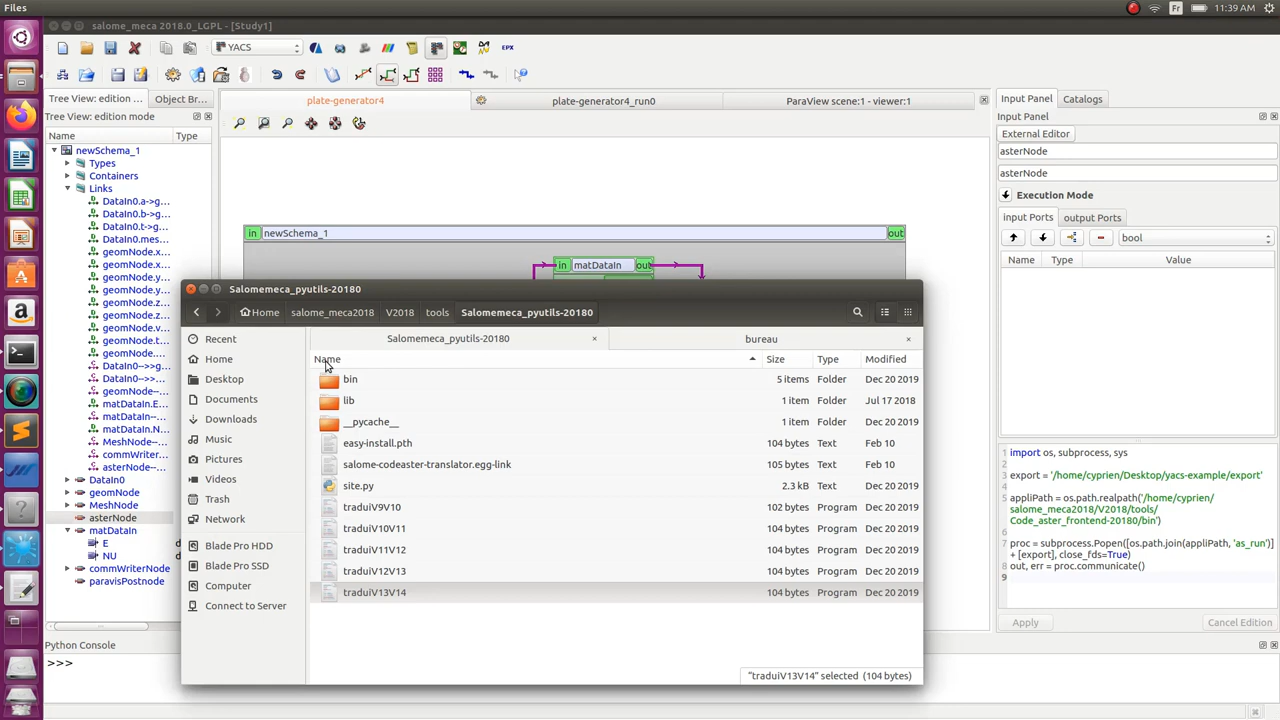 Files
Fr
11:39 AM
salome_meca 2018.0_LGPL - [Study1]
YACS
EPX
Tree View: edition ...
Object Br...
Tree View: edition mode
Name
Type
newSchema_1
Types
Containers
Links
DataIn0.a->g...
DataIn0.b->g...
DataIn0.t->g...
DataIn0.mes...
geomNode.x...
geomNode.x...
geomNode.y...
geomNode.y...
geomNode.z...
geomNode.z...
geomNode.v...
geomNode.t...
geomNode....
DataIn0-->>g...
DataIn0-->>...
geomNode--...
matDataIn.E...
matDataIn--...
matDataIn.N...
MeshNode--...
commWriter...
asterNode--...
DataIn0
geomNode
MeshNode
asterNode
matDataIn
E
d
NU
d
commWriterNode
paravisPostnode
plate-generator4
plate-generator4_run0
ParaView scene:1 - viewer:1
in
newSchema_1
out
in
matDataIn
out
Salomemeca_pyutils-20180
Home
salome_meca2018
V2018
tools
Salomemeca_pyutils-20180
Salomemeca_pyutils-20180
bureau
Recent
Home
Desktop
Documents
Downloads
Music
Pictures
Videos
Trash
Network
Blade Pro HDD
Blade Pro SSD
Computer
Connect to Server
Name
Size
Type
Modified
bin 5 items Folder Dec 20 2019
lib 1 item Folder Jul 17 2018
__pycache__ 1 item Folder Dec 20 2019
easy-install.pth 104 bytes Text Feb 10
salome-codeaster-translator.egg-link 105 bytes Text Feb 10
site.py 2.3 kB Text Dec 20 2019
traduiV9V10 102 bytes Program Dec 20 2019
traduiV10V11 104 bytes Program Dec 20 2019
traduiV11V12 104 bytes Program Dec 20 2019
traduiV12V13 104 bytes Program Dec 20 2019
traduiV13V14 104 bytes Program Dec 20 2019
"traduiV13V14" selected (104 bytes)
Input Panel
Catalogs
Input Panel
External Editor
asterNode
asterNode
Execution Mode
input Ports
output Ports
bool
Name
Type
Value
1 import os, subprocess, sys
2
3 export = '/home/cyprien/Desktop/yacs-example/export'
4
5 appliPath = os.path.realpath('/home/cyprien/
salome_meca2018/V2018/tools/
Code_aster_frontend-20180/bin')
6
7 proc = subprocess.Popen([os.path.join(appliPath, 'as_run')]
+ [export], close_fds=True)
8 out, err = proc.communicate()
9
Apply
Cancel Edition
Python Console
>>>